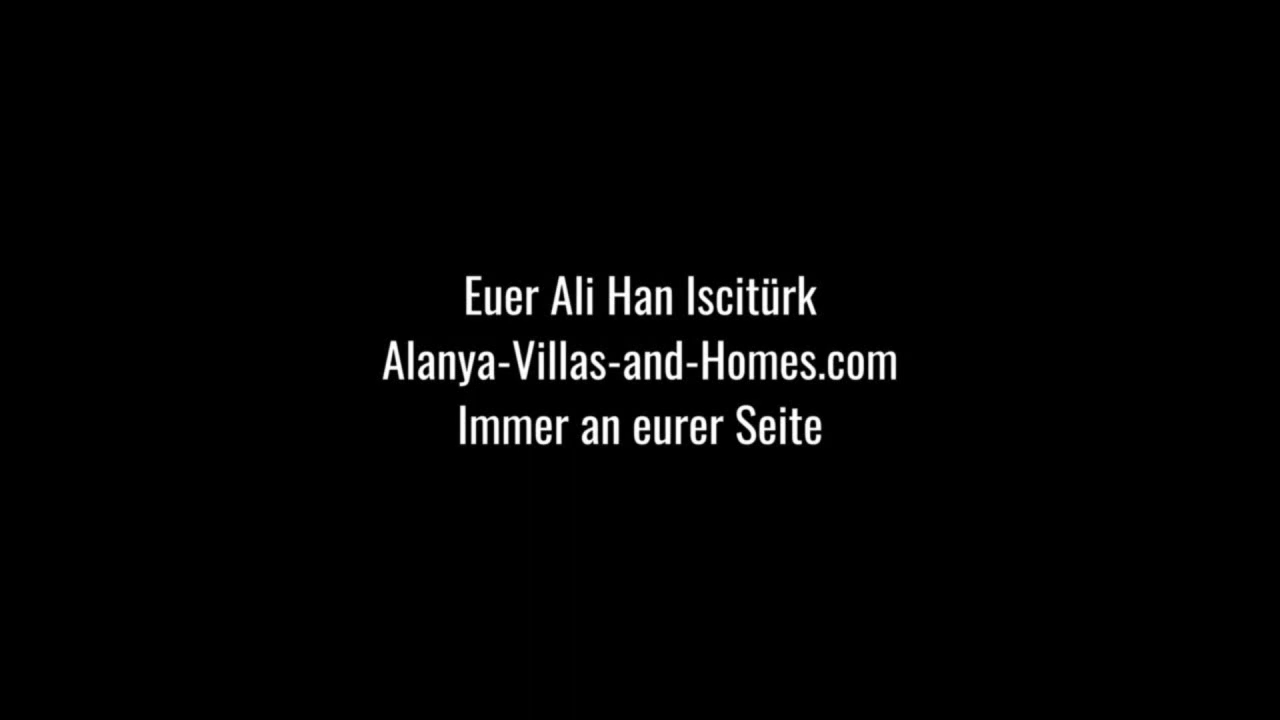 Euer Ali Han Iscitürk
Alanya-Villas-and-Homes.com
Immer an eurer Seite